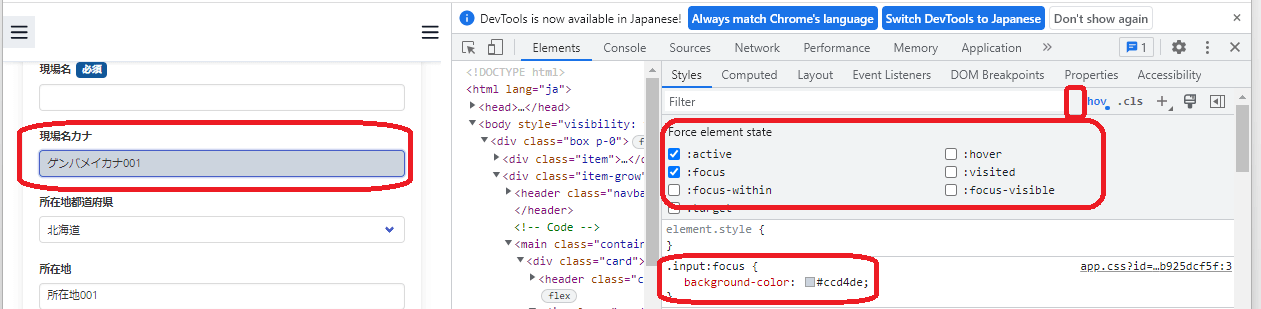 DevTools is now available in Japanese! Always match Chrome's language Switch DevTools to Japanese Don't show again
Elements Console Sources Network Performance Memory Application 1
現場名 必須
現場名カナ
ゲンバメイカナ001
所在地都道府県
北海道
所在地
所在地001
<!DOCTYPE html>
<html lang="ja">
<head>…</head>
<body style="visibility:
<div class="box p-0">
<div class="item">…</
<div class="item-grow"
<header class="navba
</header>
<!-- Code -->
<main class="contain
<div class="card">
<header class="c
flex
Styles Computed Layout Event Listeners DOM Breakpoints Properties Accessibility
Filter
hov .cls
Force element state
:active :hover
:focus :visited
:focus-within :focus-visible
:target
element.style {
}
.input:focus { app.css?id=…b925dcf5f:3
background-color: #ccd4de;
}